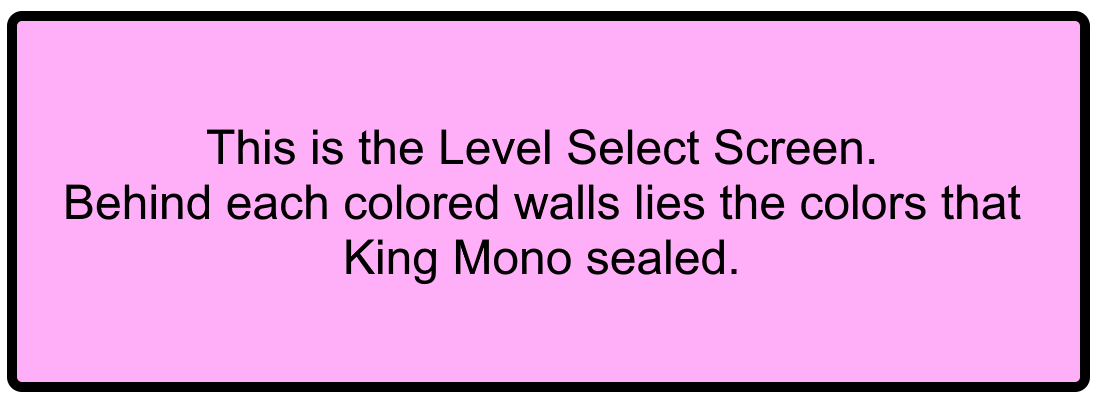 This is the Level Select Screen.
Behind each colored walls lies the colors that
King Mono sealed.